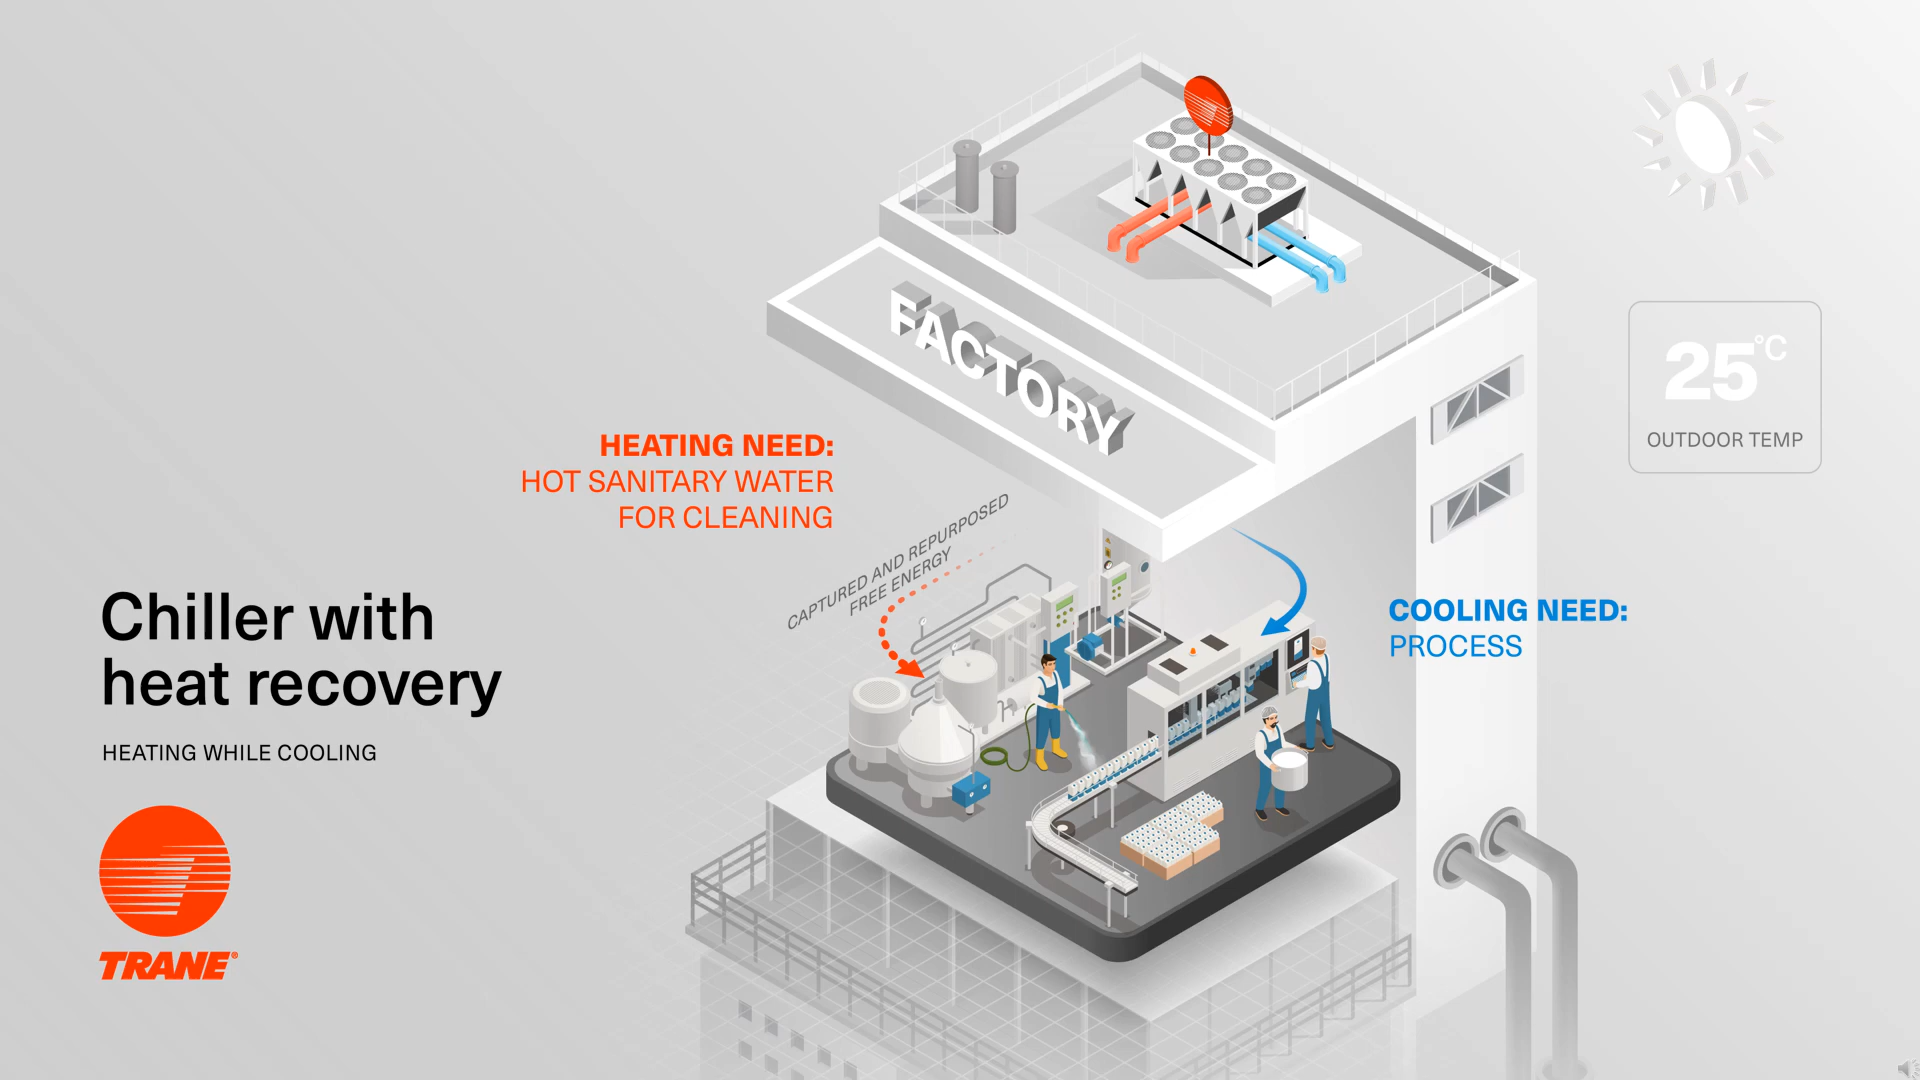 FACTORY
25°C
OUTDOOR TEMP
HEATING NEED:
HOT SANITARY WATER
FOR CLEANING
CAPTURED AND REPURPOSED
FREE ENERGY
COOLING NEED:
PROCESS
Chiller with
heat recovery
HEATING WHILE COOLING
TRANE®